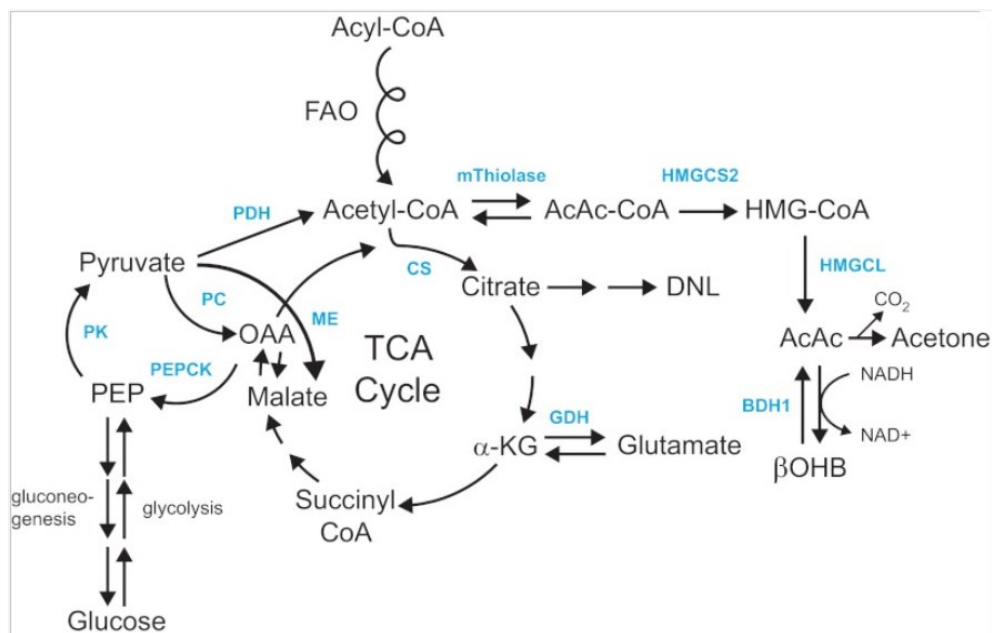 Acyl-CoA
FAO
mThiolase
HMGCS2
PDH
Acetyl-CoA
AcAc-CoA
HMG-CoA
Pyruvate
CS
HMGCL
PC
Citrate
DNL
CO2
PK
OAA
ME
TCA
Cycle
AcAc
Acetone
PEPCK
PEP
Malate
NADH
GDH
BDH1
α-KG
Glutamate
NAD+
βOHB
gluconeo-
genesis
glycolysis
Succinyl
CoA
Glucose